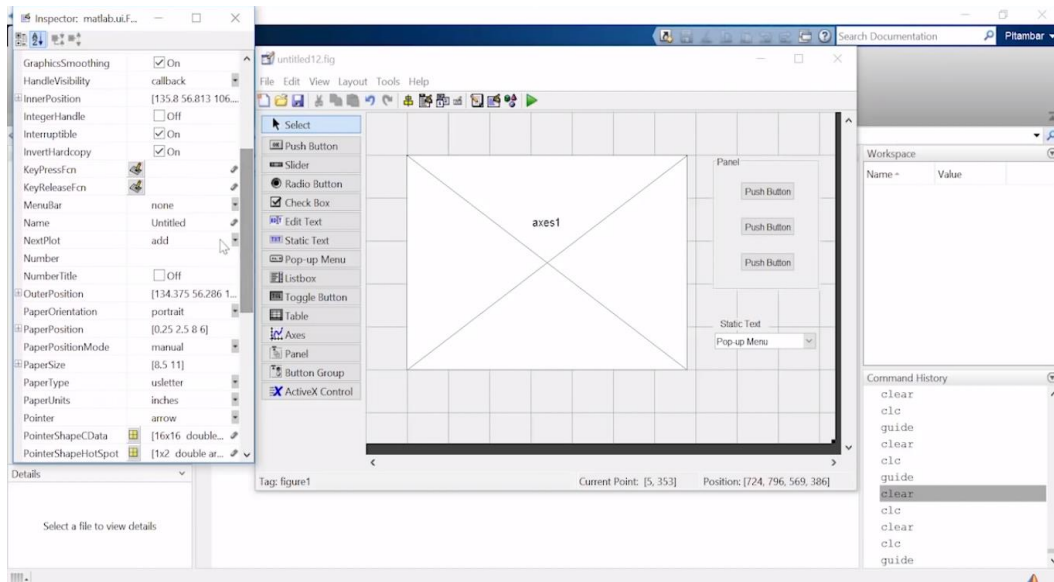 Inspector: matlab.ui.F...
GraphicsSmoothing On
HandleVisibility callback
InnerPosition [135.8 56.813 106....
IntegerHandle Off
Interruptible On
InvertHardcopy On
KeyPressFcn
KeyReleaseFcn
MenuBar none
Name Untitled
NextPlot add
Number
NumberTitle Off
OuterPosition [134.375 56.286 1...
PaperOrientation portrait
PaperPosition [0.25 2.5 8 6]
PaperPositionMode manual
PaperSize [8.5 11]
PaperType usletter
PaperUnits inches
Pointer arrow
PointerShapeCData [16x16 double...
PointerShapeHotSpot [1x2 double ar...
Details
Select a file to view details
untitled12.fig
File Edit View Layout Tools Help
Select
Push Button
Slider
Radio Button
Check Box
Edit Text
Static Text
Pop-up Menu
Listbox
Toggle Button
Table
Axes
Panel
Button Group
ActiveX Control
axes1
Panel
Push Button
Push Button
Push Button
Static Text
Pop-up Menu
Tag: figure1 Current Point: [5, 353] Position: [724, 796, 569, 386]
Search Documentation Pitambar
Workspace
Name Value
Command History
clear
clc
guide
clear
clc
guide
clear
clc
clear
clc
guide